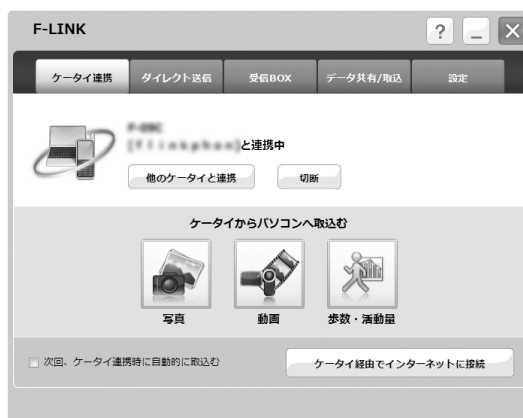 F-LINK
?
ケータイ連携 ダイレクト送信 受信BOX データ共有/取込 設定
と連携中
他のケータイと連携 切断
ケータイからパソコンへ取込む
写真 動画 歩数・活動量
次回、ケータイ連携時に自動的に取込む
ケータイ経由でインターネットに接続